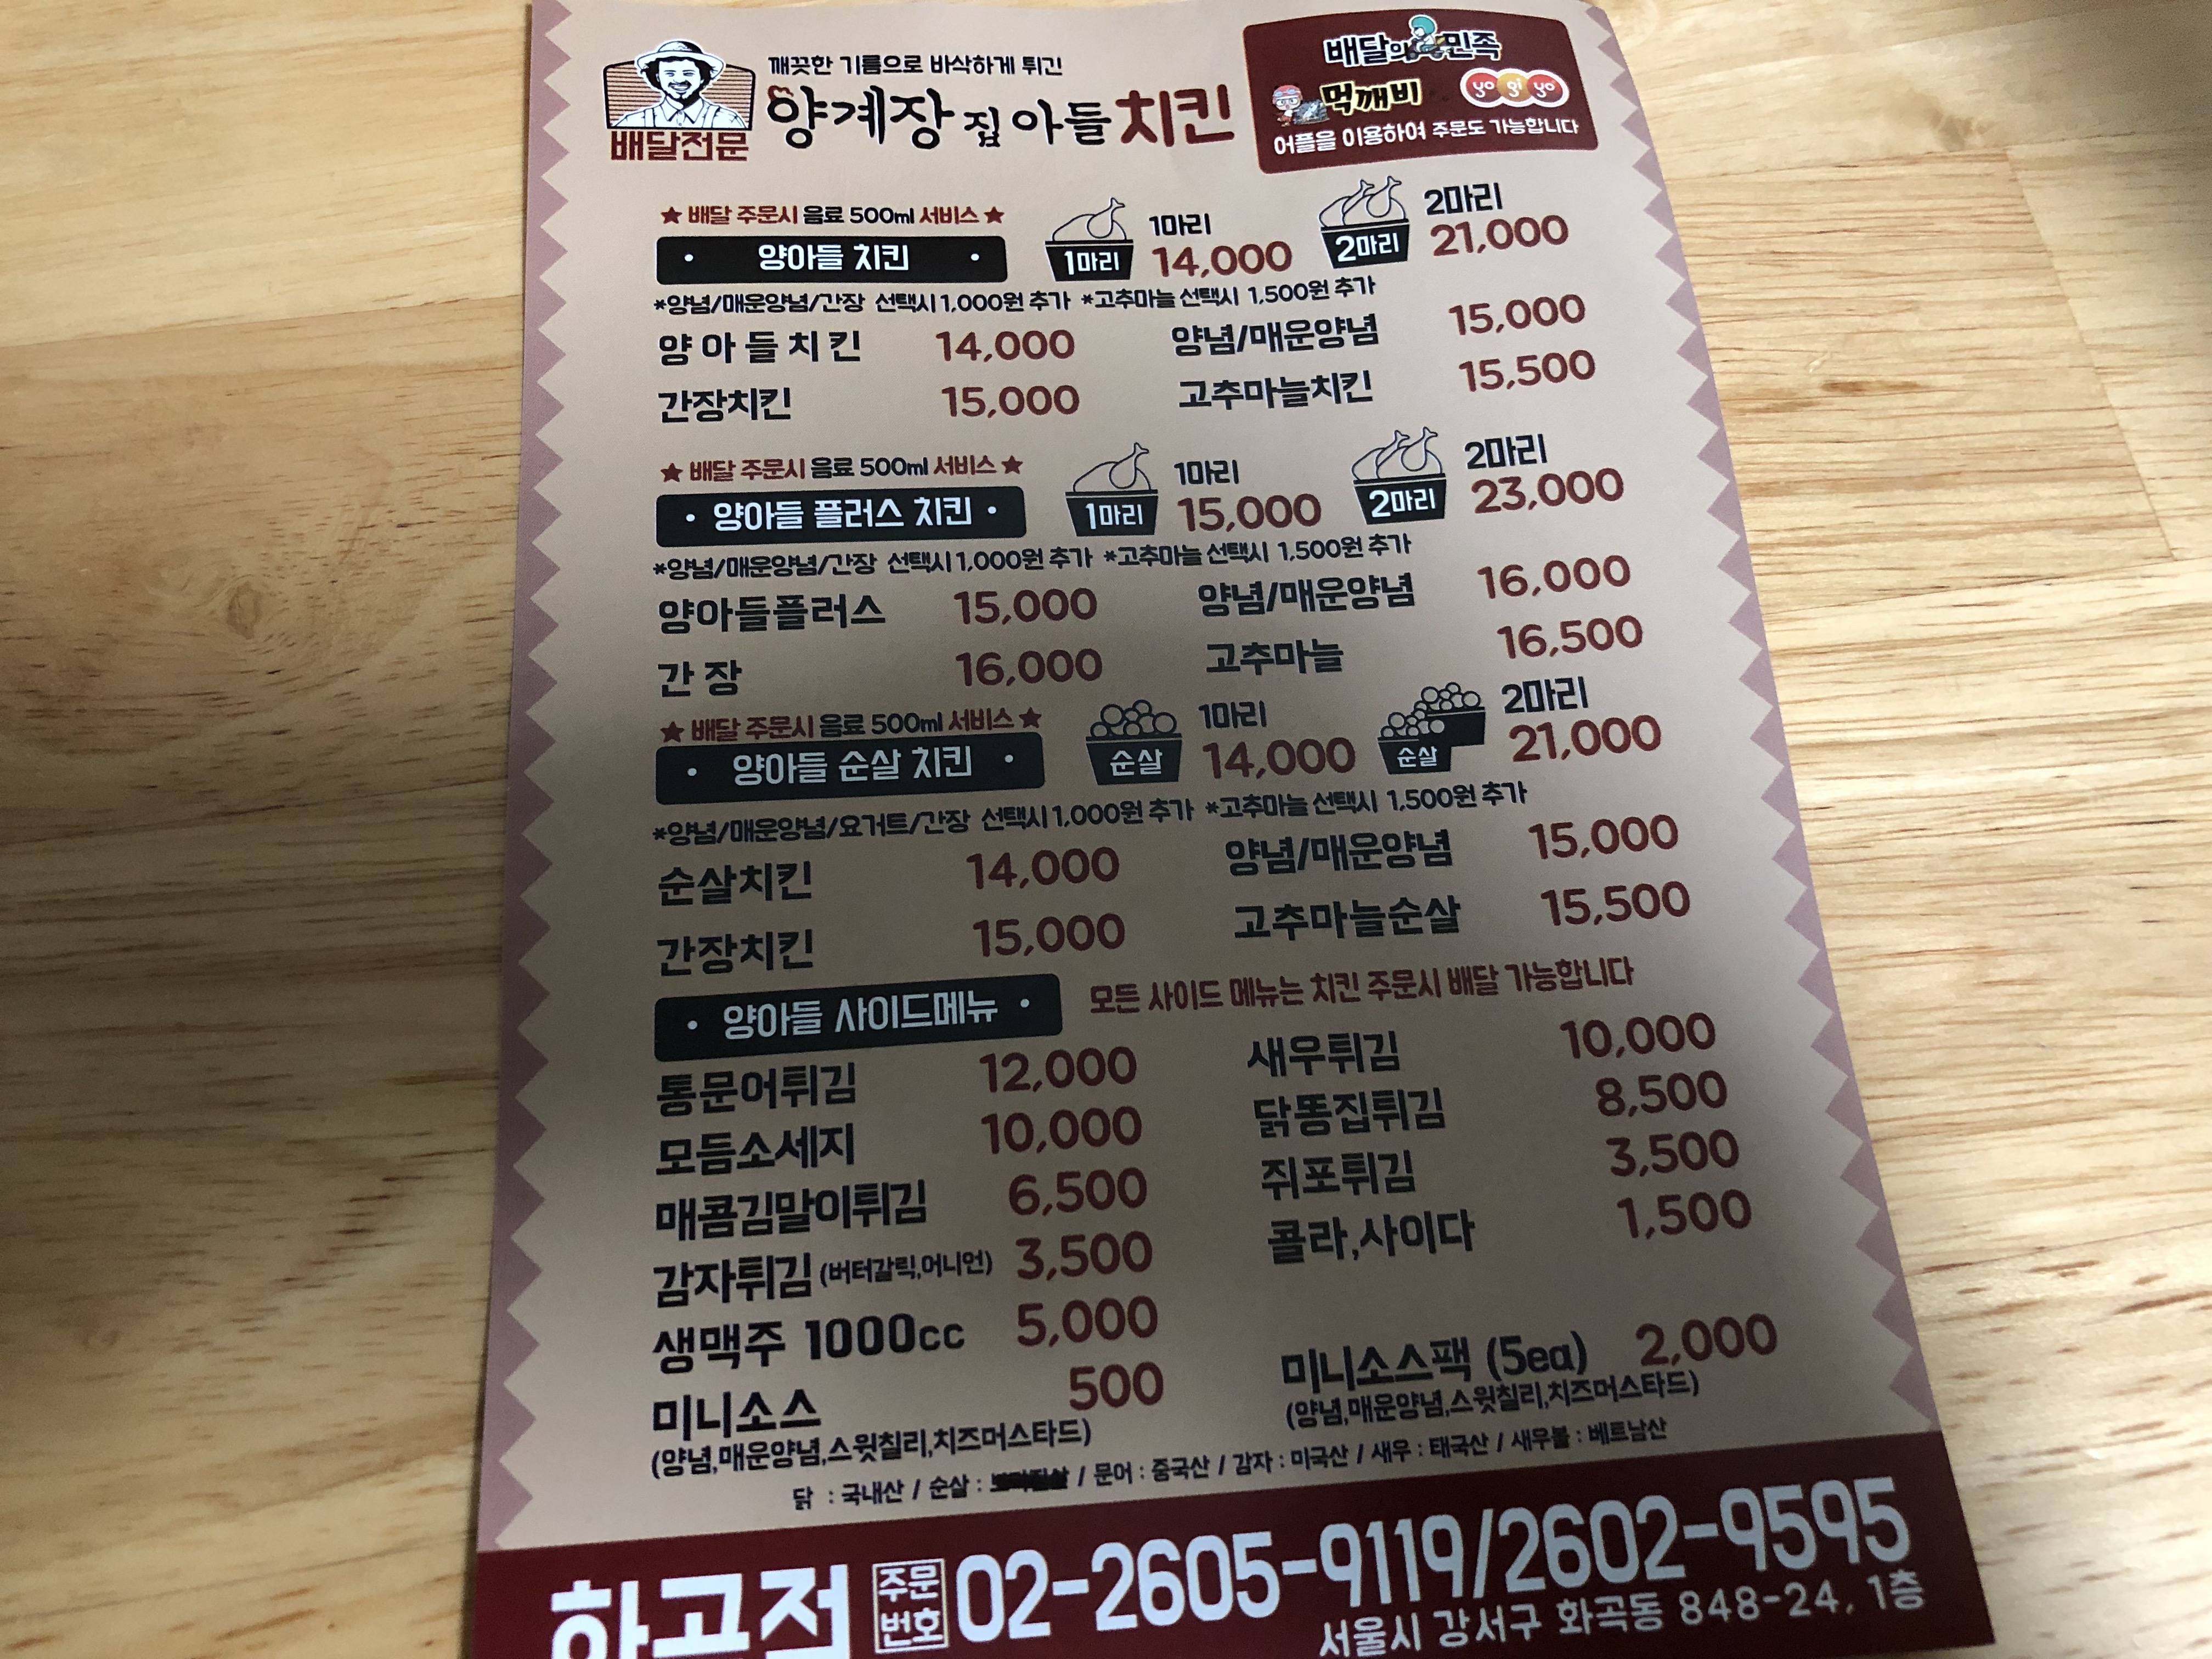 깨끗한 기름으로 바삭하게 튀긴
양계장 집 아들 치킨
배달전문
배달의민족
먹깨비 yo gi yo
어플을 이용하여 주문도 가능합니다
★ 배달 주문시 음료 500ml 서비스 ★
· 양아들 치킨 ·
1마리 1마리 14,000
2마리 2마리 21,000
*양념/매운양념/간장 선택시 1,000원 추가 *고추마늘 선택시 1,500원 추가
양아들치킨 14,000 양념/매운양념 15,000
간장치킨 15,000 고추마늘치킨 15,500
★ 배달 주문시 음료 500ml 서비스 ★
· 양아들 플러스 치킨 ·
1마리 1마리 15,000
2마리 2마리 23,000
*양념/매운양념/간장 선택시 1,000원 추가 *고추마늘 선택시 1,500원 추가
양아들플러스 15,000 양념/매운양념 16,000
간장 16,000 고추마늘 16,500
★ 배달 주문시 음료 500ml 서비스 ★
· 양아들 순살 치킨 ·
순살 1마리 14,000
순살 2마리 21,000
*양념/매운양념/요거트/간장 선택시 1,000원 추가 *고추마늘 선택시 1,500원 추가
순살치킨 14,000 양념/매운양념 15,000
간장치킨 15,000 고추마늘순살 15,500
· 양아들 사이드메뉴 · 모든 사이드 메뉴는 치킨 주문시 배달 가능합니다
통문어튀김 12,000 새우튀김 10,000
모듬소세지 10,000 닭똥집튀김 8,500
매콤김말이튀김 6,500 쥐포튀김 3,500
감자튀김 (버터갈릭,어니언) 3,500 콜라,사이다 1,500
생맥주 1000cc 5,000
미니소스 500 미니소스팩 (5ea) 2,000
(양념,매운양념,스윗칠리,치즈머스타드) (양념,매운양념,스윗칠리,치즈머스타드)
닭 : 국내산 / 순살 : / 문어 : 중국산 / 감자 : 미국산 / 새우 : 태국산 / 새우볼 : 베트남산
화곡점 주문번호 02-2605-9119/2602-9595
서울시 강서구 화곡동 848-24, 1층